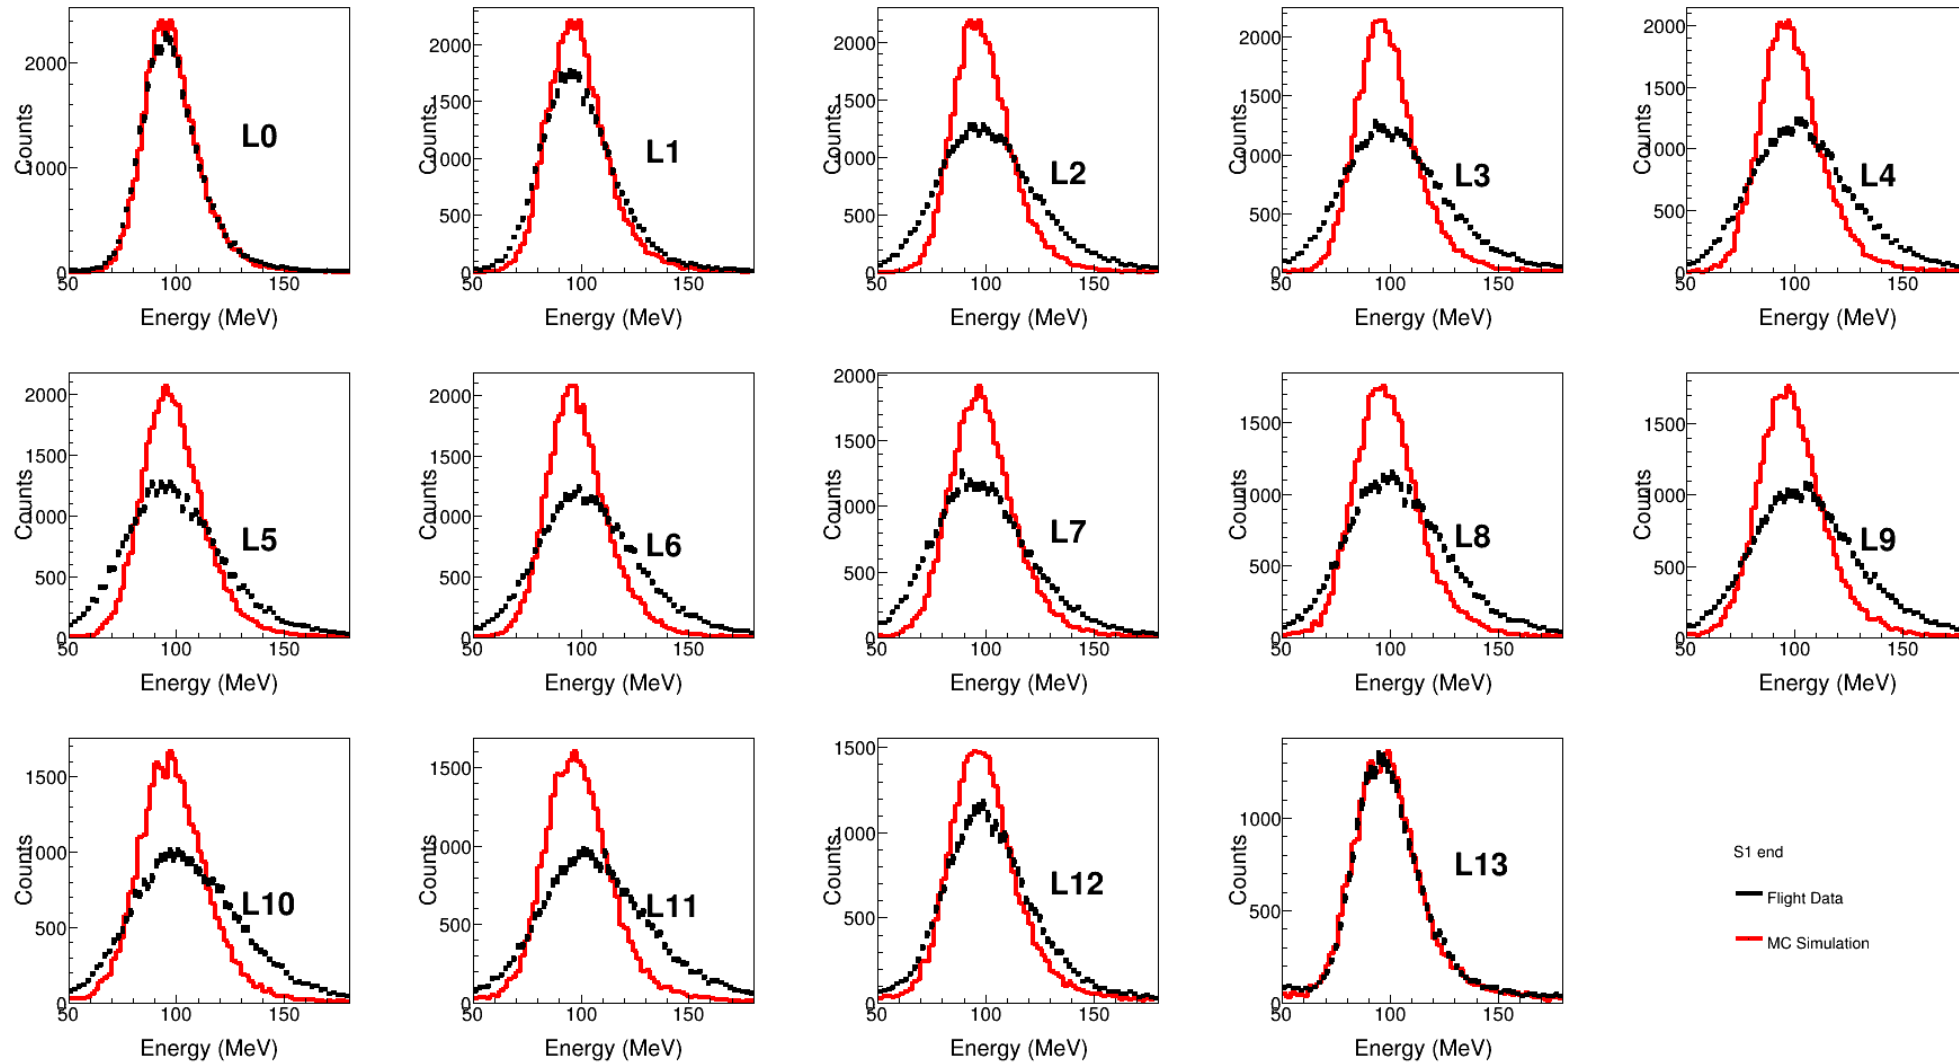 Counts
2000
1000
0
50 100 150
Energy (MeV)
L0
Counts
2000
1500
1000
500
0
50 100 150
Energy (MeV)
L1
Counts
2000
1500
1000
500
0
50 100 150
Energy (MeV)
L2
Counts
2000
1500
1000
500
0
50 100 150
Energy (MeV)
L3
Counts
2000
1500
1000
500
0
50 100 150
Energy (MeV)
L4
Counts
2000
1500
1000
500
0
50 100 150
Energy (MeV)
L5
Counts
2000
1500
1000
500
0
50 100 150
Energy (MeV)
L6
Counts
2000
1500
1000
500
0
50 100 150
Energy (MeV)
L7
Counts
1500
1000
500
0
50 100 150
Energy (MeV)
L8
Counts
1500
1000
500
0
50 100 150
Energy (MeV)
L9
Counts
1500
1000
500
0
50 100 150
Energy (MeV)
L10
Counts
1500
1000
500
0
50 100 150
Energy (MeV)
L11
Counts
1500
1000
500
0
50 100 150
Energy (MeV)
L12
Counts
1000
500
0
50 100 150
Energy (MeV)
L13
S1 end
Flight Data
MC Simulation